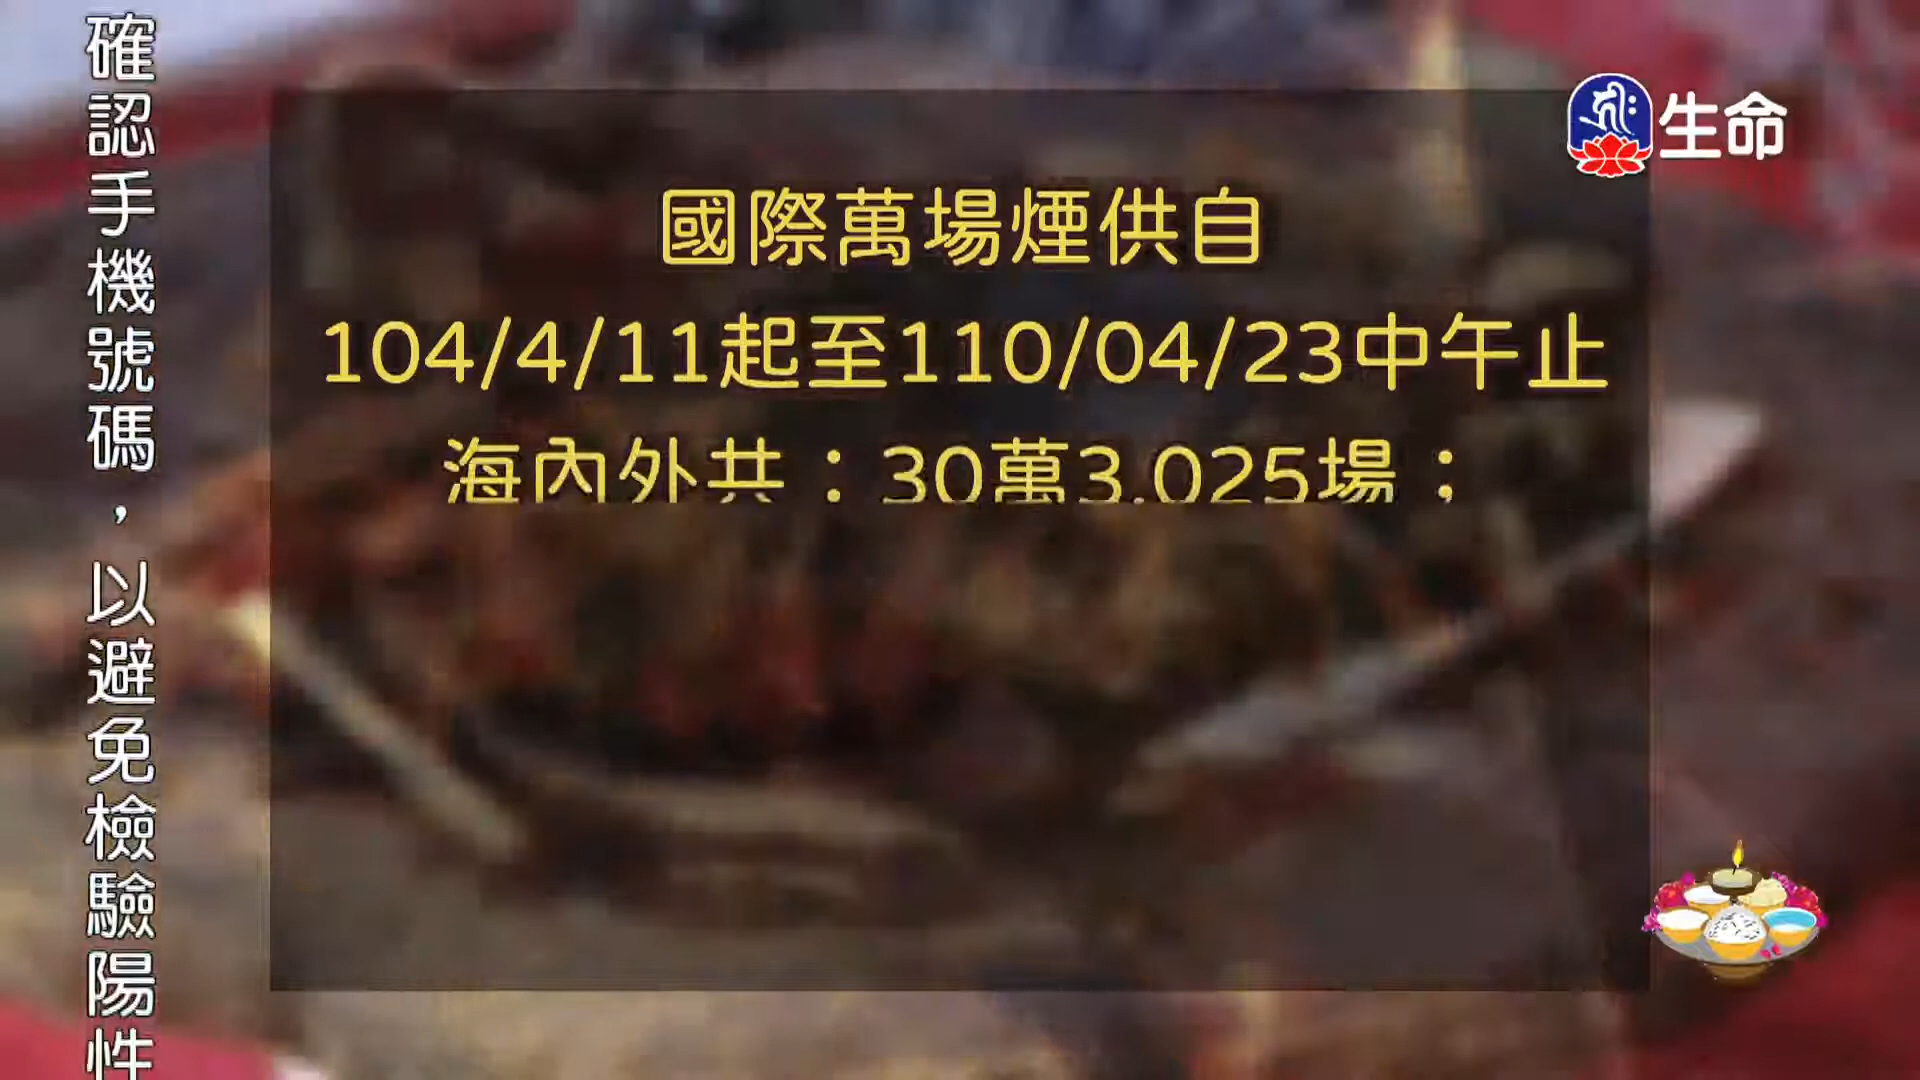 確認手機號碼，以避免檢驗陽性
生命
國際萬場煙供自
104/4/11起至110/04/23中午止
海內外共：30萬3,025場；